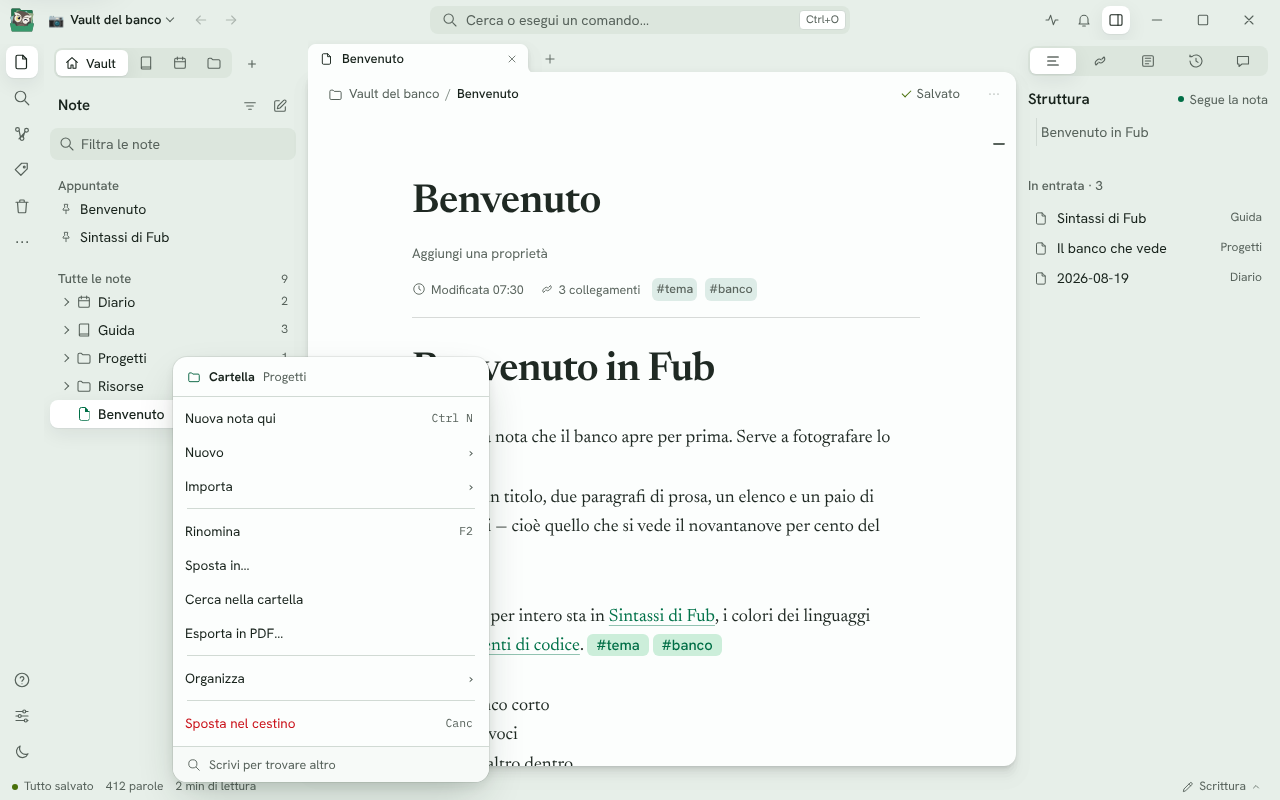 Vault del banco
Cerca o esegui un comando...
Ctrl+O
Vault
Benvenuto
Note
Vault del banco / Benvenuto
Salvato
Struttura
Segue la nota
Filtra le note
Benvenuto in Fub
Appuntate
Benvenuto
Sintassi di Fub
Tutte le note 9
Diario 2
Guida 3
Progetti
Risorse
Benvenuto
Benvenuto
Aggiungi una proprietà
Modificata 07:30 3 collegamenti #tema #banco
venuto in Fub
nota che il banco apre per prima. Serve a fotografare lo
n titolo, due paragrafi di prosa, un elenco e un paio di
i – cioè quello che si vede il novantanove per cento del
per intero sta in Sintassi di Fub, i colori dei linguaggi
nti di codice. #tema #banco
co corto
voci
altro dentro
In entrata · 3
Sintassi di Fub Guida
Il banco che vede Progetti
2026-08-19 Diario
Cartella Progetti
Nuova nota qui Ctrl N
Nuovo
Importa
Rinomina F2
Sposta in...
Cerca nella cartella
Esporta in PDF...
Organizza
Sposta nel cestino Canc
Scrivi per trovare altro
Tutto salvato 412 parole 2 min di lettura
Scrittura